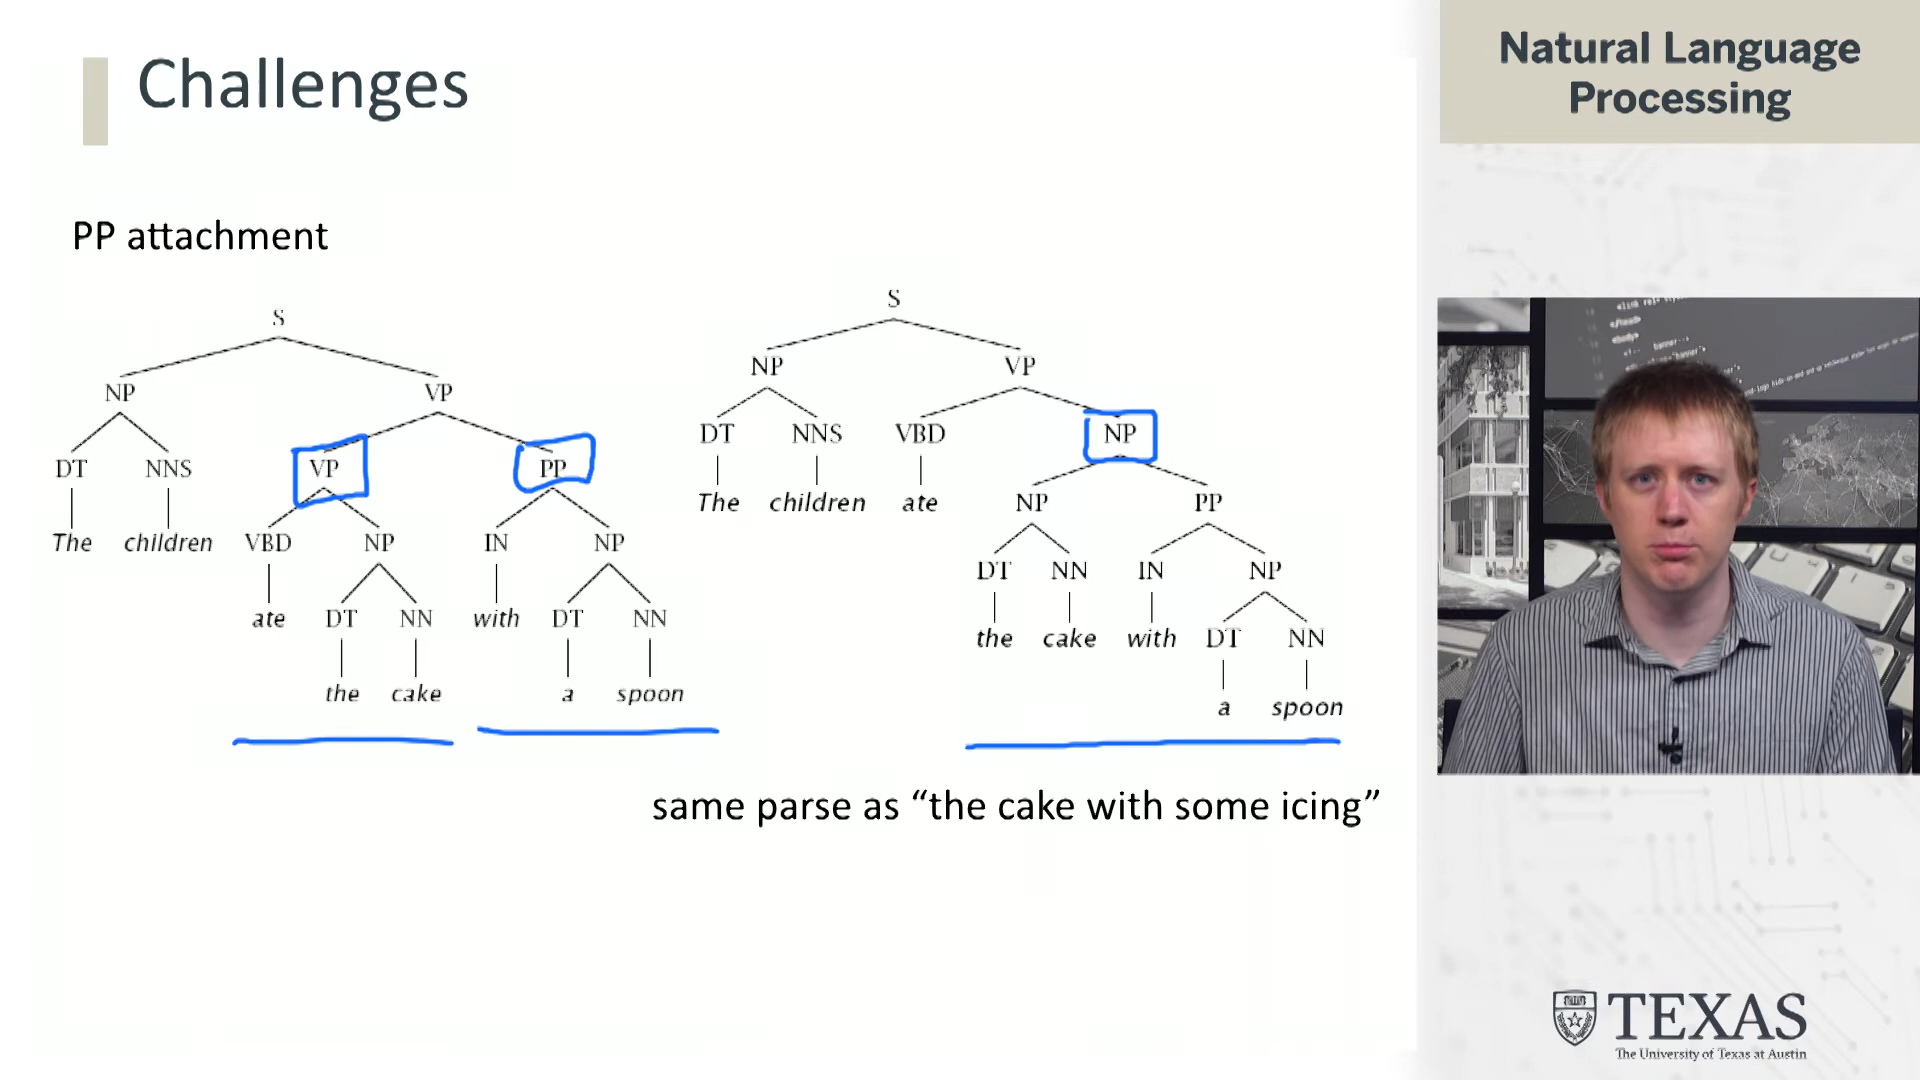 Challenges
PP attachment
S
NP VP
DT NNS VP PP
The children VBD NP IN NP
ate DT NN with DT NN
the cake a spoon
S
NP VP
DT NNS VBD NP
The children ate NP PP
DT NN IN NP
the cake with DT NN
a spoon
same parse as “the cake with some icing”
Natural Language
Processing
TEXAS
The University of Texas at Austin